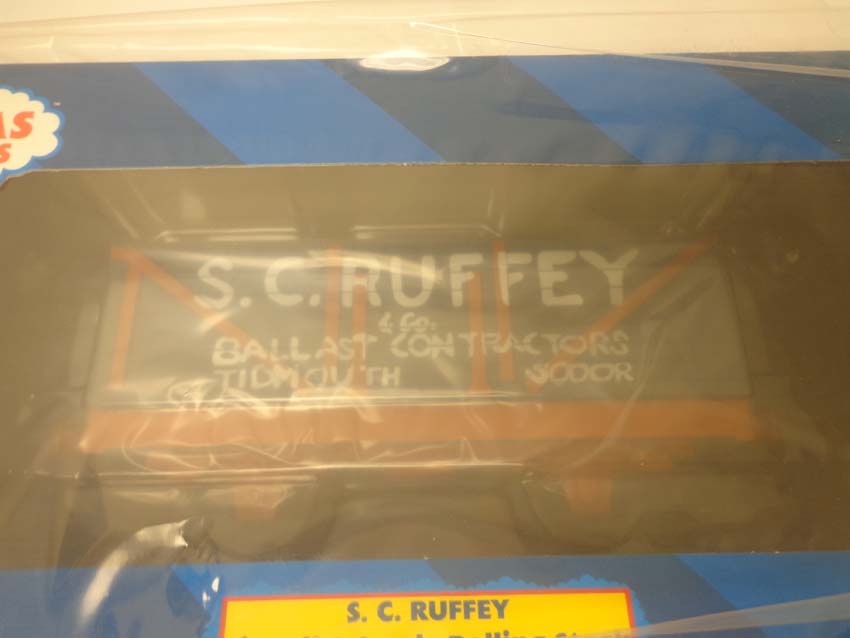 S. C. RUFFEY
& Co.
BALLAST CONTRACTORS
TIDMOUTH SODOR
S. C. RUFFEY